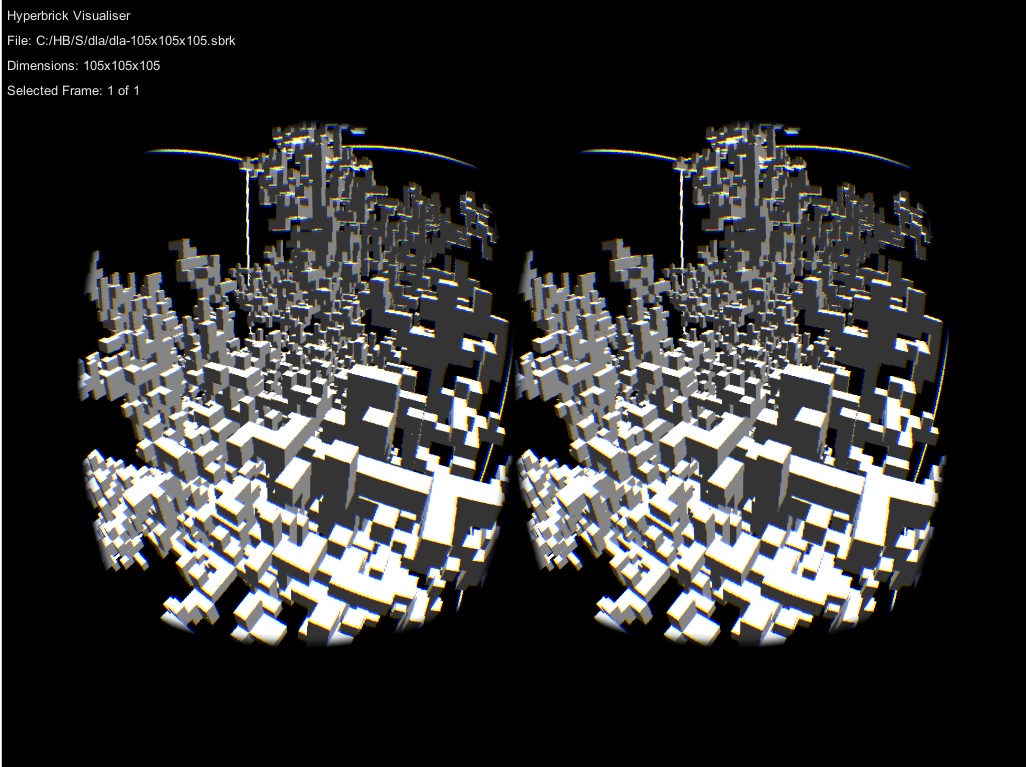 Hyperbrick Visualiser
File: C:/HB/S/dla/dla-105x105x105.sbrk
Dimensions: 105x105x105
Selected Frame: 1 of 1